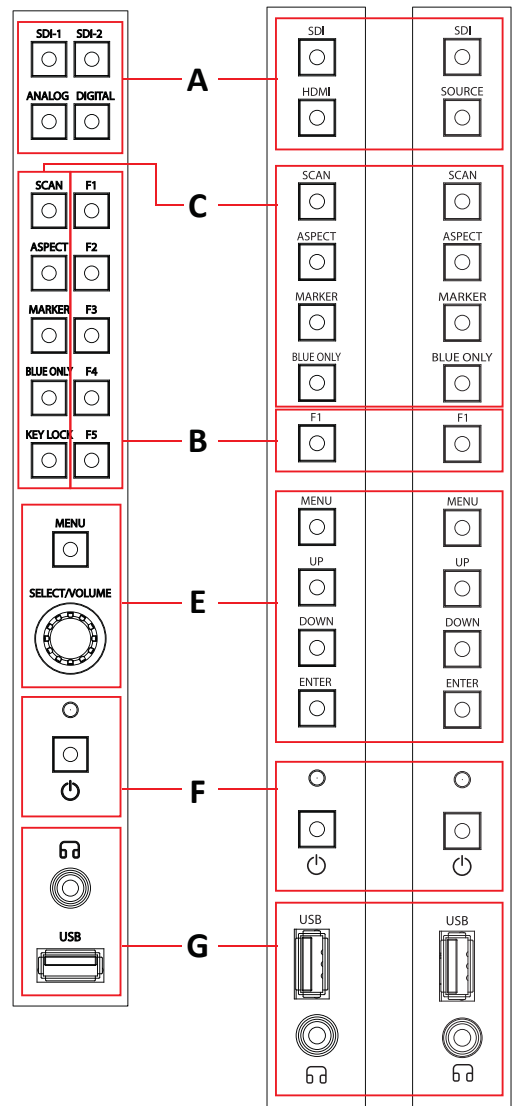 SDI-1 SDI-2
ANALOG DIGITAL
SCAN F1
ASPECT F2
MARKER F3
BLUE ONLY F4
KEY LOCK F5
MENU
SELECT/VOLUME
USB
A
C
B
E
F
G
SDI
HDMI
SCAN
ASPECT
MARKER
BLUE ONLY
F1
MENU
UP
DOWN
ENTER
USB
SDI
SOURCE
SCAN
ASPECT
MARKER
BLUE ONLY
F1
MENU
UP
DOWN
ENTER
USB